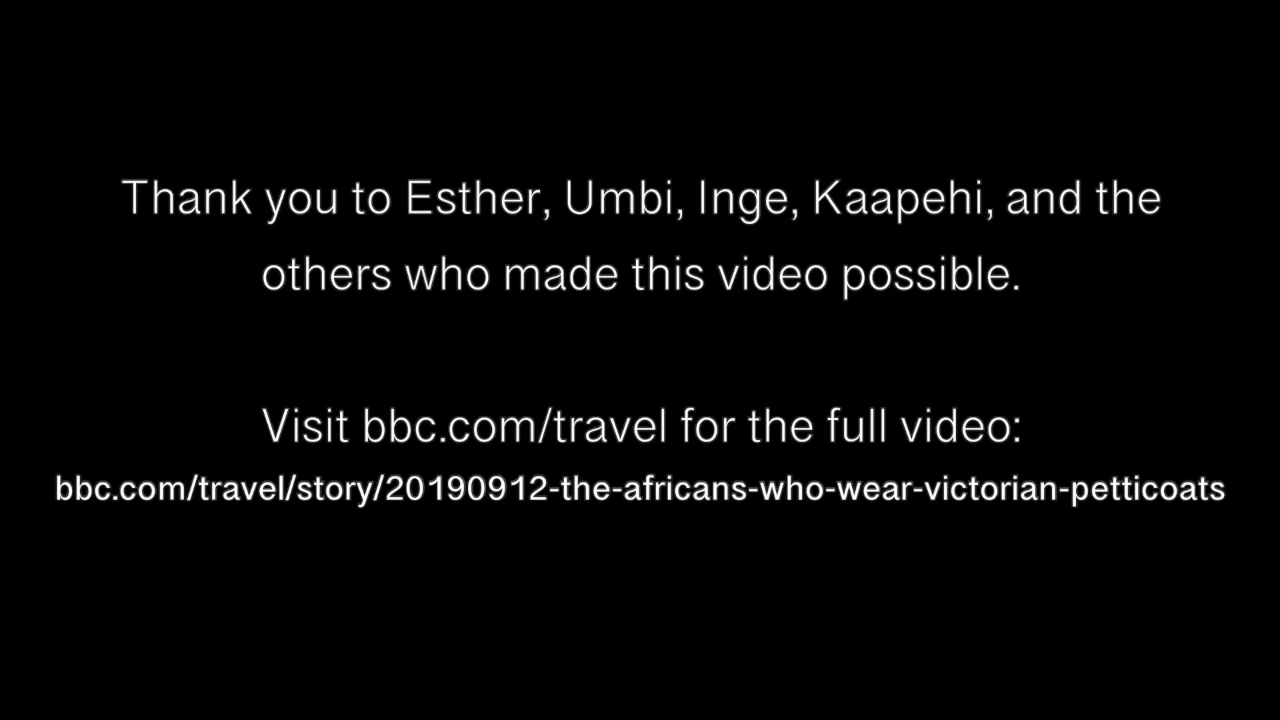 Thank you to Esther, Umbi, Inge, Kaapehi, and the
others who made this video possible.
Visit bbc.com/travel for the full video:
bbc.com/travel/story/20190912-the-africans-who-wear-victorian-petticoats